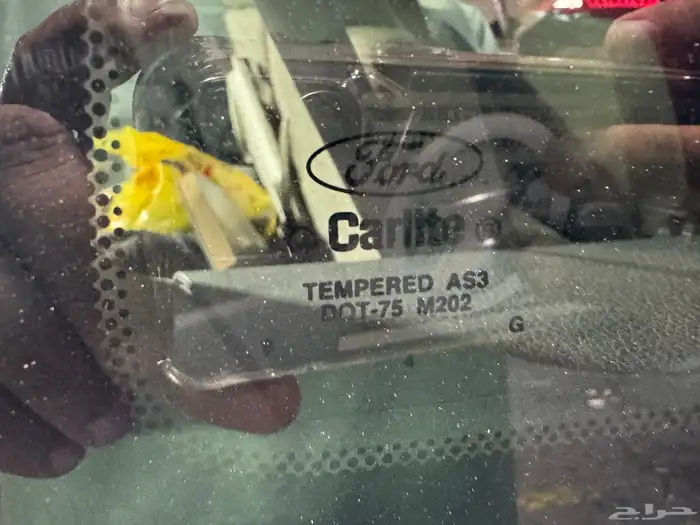 Ford
Carlite
TEMPERED AS3
DOT-75 M202
G
حراج